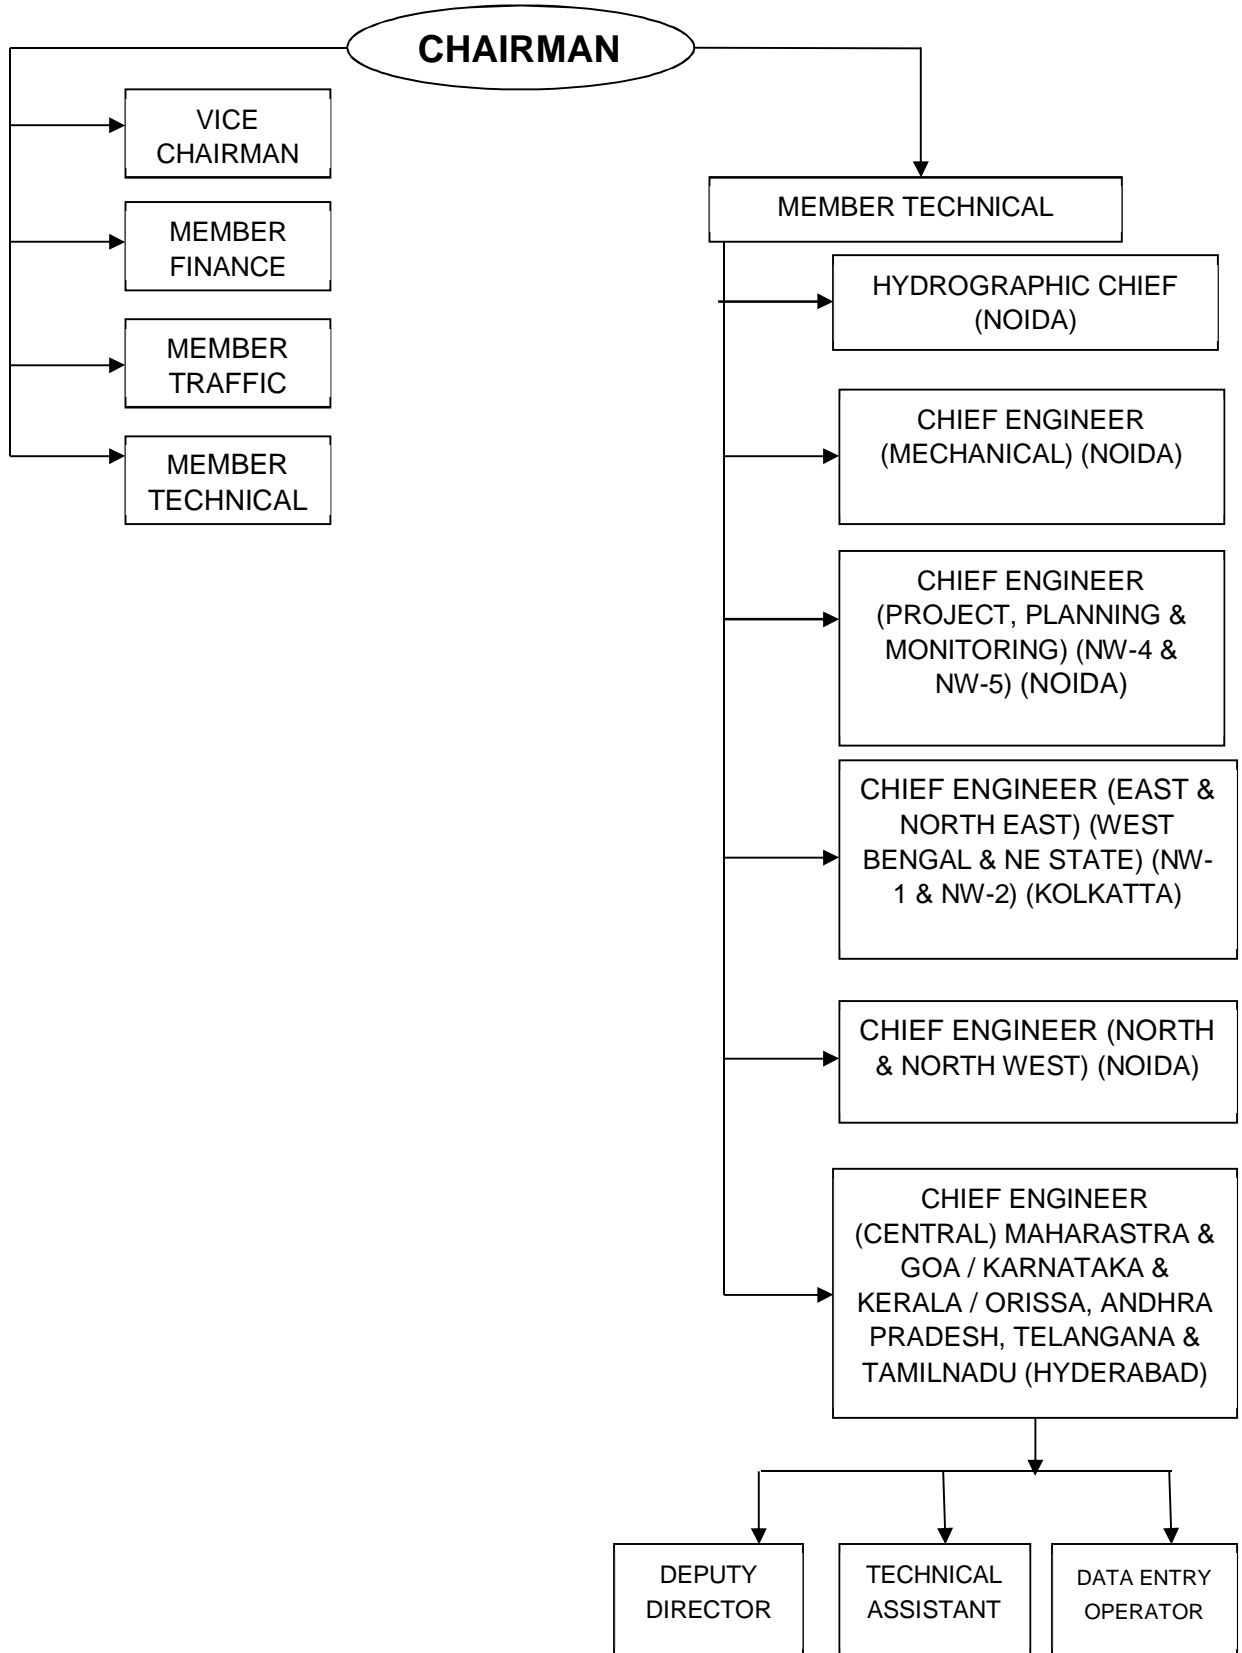 CHAIRMAN
VICE
CHAIRMAN
MEMBER
FINANCE
MEMBER
TRAFFIC
MEMBER
TECHNICAL
MEMBER TECHNICAL
HYDROGRAPHIC CHIEF
(NOIDA)
CHIEF ENGINEER
(MECHANICAL) (NOIDA)
CHIEF ENGINEER
(PROJECT, PLANNING &
MONITORING) (NW-4 &
NW-5) (NOIDA)
CHIEF ENGINEER (EAST &
NORTH EAST) (WEST
BENGAL & NE STATE) (NW-
1 & NW-2) (KOLKATTA)
CHIEF ENGINEER (NORTH
& NORTH WEST) (NOIDA)
CHIEF ENGINEER
(CENTRAL) MAHARASTRA &
GOA / KARNATAKA &
KERALA / ORISSA, ANDHRA
PRADESH, TELANGANA &
TAMILNADU (HYDERABAD)
DEPUTY
DIRECTOR
TECHNICAL
ASSISTANT
DATA ENTRY
OPERATOR